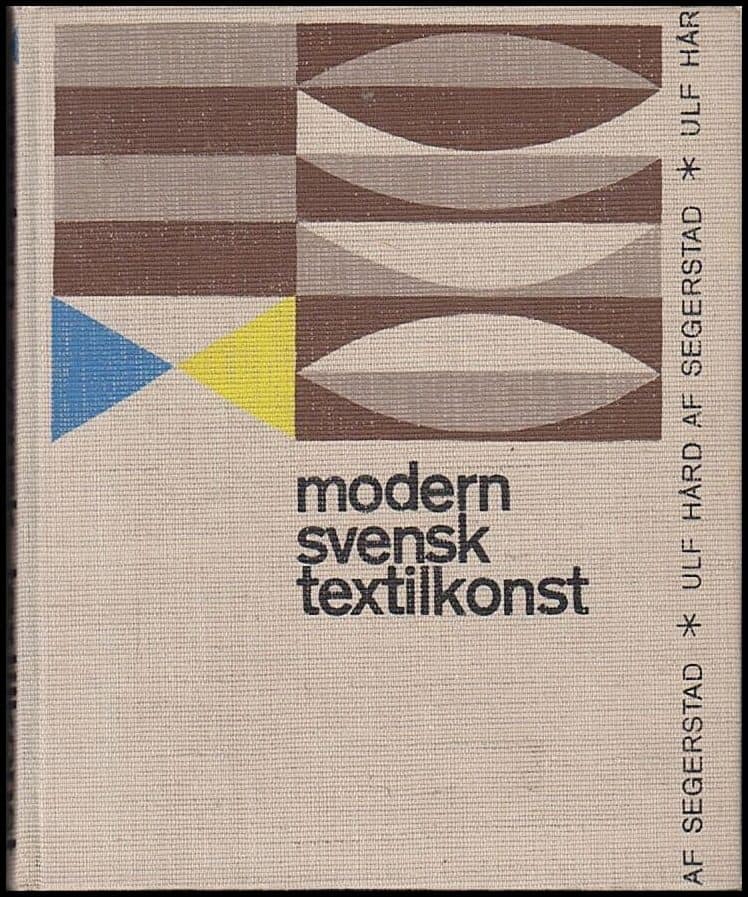 modern
svensk
textilkonst
AF SEGERSTAD * ULF HÅRD AF SEGERSTAD * ULF HÅR